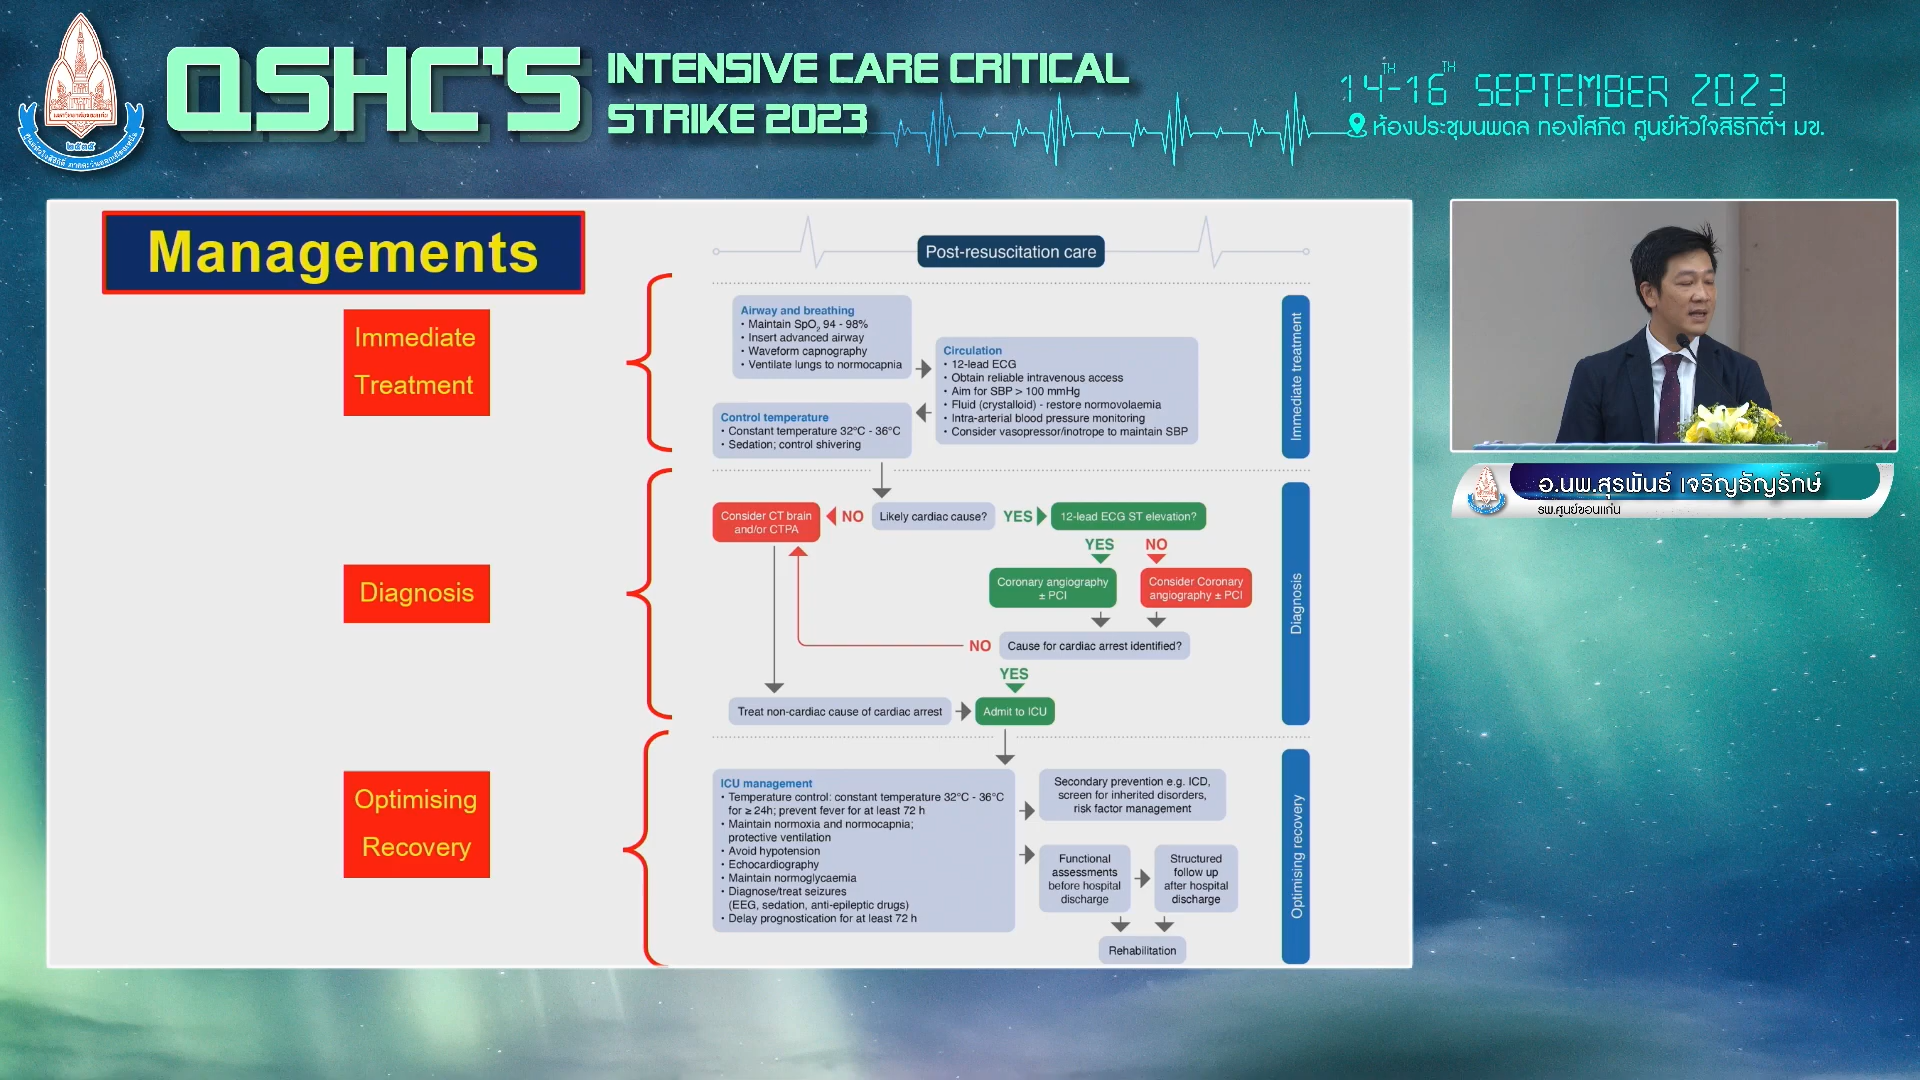 QSHC'S
INTENSIVE CARE CRITICAL
STRIKE 2023
14TH-16TH SEPTEMBER 2023
ห้องประชุมนพดล ทองโสภิต ศูนย์หัวใจสิริกิติ์ฯ มข.
๒๕๓๕
Managements
Immediate
Treatment
Diagnosis
Optimising
Recovery
Post-resuscitation care
Airway and breathing
• Maintain SpO2 94 - 98%
• Insert advanced airway
• Waveform capnography
• Ventilate lungs to normocapnia
Circulation
• 12-lead ECG
• Obtain reliable intravenous access
• Aim for SBP > 100 mmHg
• Fluid (crystalloid) - restore normovolaemia
• Intra-arterial blood pressure monitoring
• Consider vasopressor/inotrope to maintain SBP
Control temperature
• Constant temperature 32°C - 36°C
• Sedation; control shivering
Immediate treatment
Likely cardiac cause?
NO
Consider CT brain
and/or CTPA
YES
12-lead ECG ST elevation?
YES
NO
Coronary angiography
± PCI
Consider Coronary
angiography ± PCI
Cause for cardiac arrest identified?
NO
YES
Treat non-cardiac cause of cardiac arrest
Admit to ICU
Diagnosis
ICU management
• Temperature control: constant temperature 32°C - 36°C
for ≥ 24h; prevent fever for at least 72 h
• Maintain normoxia and normocapnia;
protective ventilation
• Avoid hypotension
• Echocardiography
• Maintain normoglycaemia
• Diagnose/treat seizures
(EEG, sedation, anti-epileptic drugs)
• Delay prognostication for at least 72 h
Secondary prevention e.g. ICD,
screen for inherited disorders,
risk factor management
Functional
assessments
before hospital
discharge
Structured
follow up
after hospital
discharge
Rehabilitation
Optimising recovery
อ.นพ.สุรพันธ์ เจริญธัญรักษ์
รพ.ศูนย์ขอนแก่น